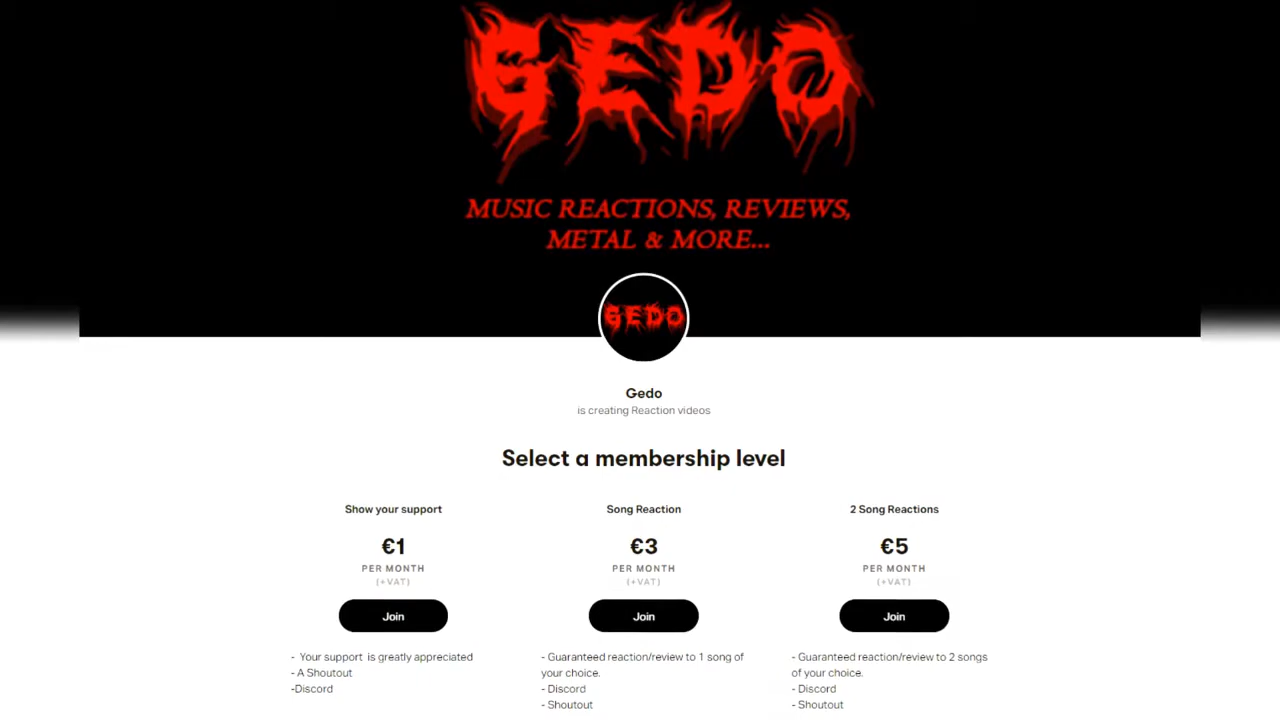 GEDO
MUSIC REACTIONS, REVIEWS,
METAL & MORE...
GEDO
Gedo
is creating Reaction videos
Select a membership level
Show your support
€1
PER MONTH
(+VAT)
Join
- Your support is greatly appreciated
- A Shoutout
-Discord
Song Reaction
€3
PER MONTH
(+VAT)
Join
- Guaranteed reaction/review to 1 song of
your choice.
- Discord
- Shoutout
2 Song Reactions
€5
PER MONTH
(+VAT)
Join
- Guaranteed reaction/review to 2 songs
of your choice.
- Discord
- Shoutout